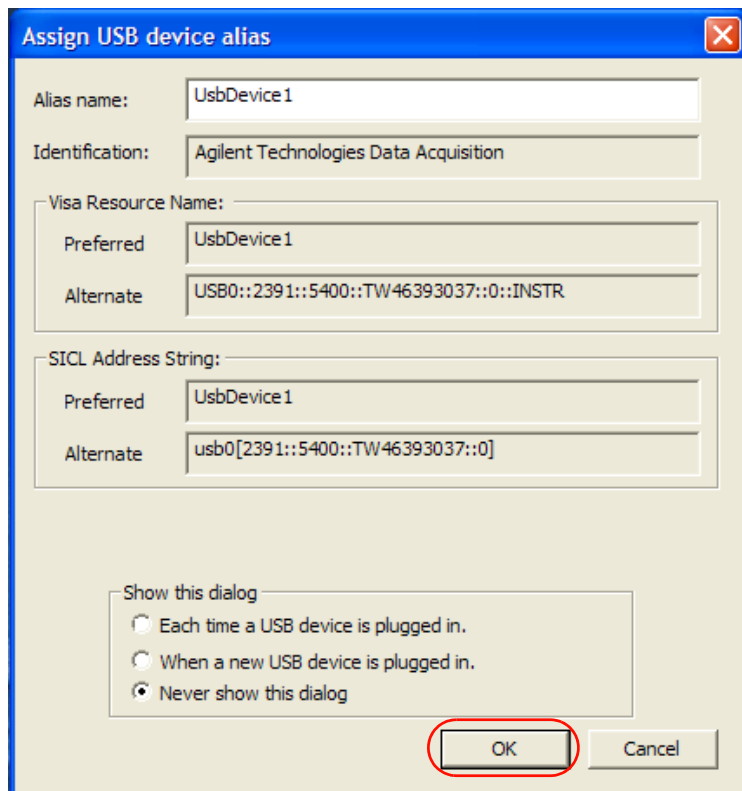 Assign USB device alias
Alias name: UsbDevice1
Identification: Agilent Technologies Data Acquisition
Visa Resource Name:
Preferred UsbDevice1
Alternate USB0::2391::5400::TW46393037::0::INSTR
SICL Address String:
Preferred UsbDevice1
Alternate usb0[2391::5400::TW46393037::0]
Show this dialog
Each time a USB device is plugged in.
When a new USB device is plugged in.
Never show this dialog
OK Cancel